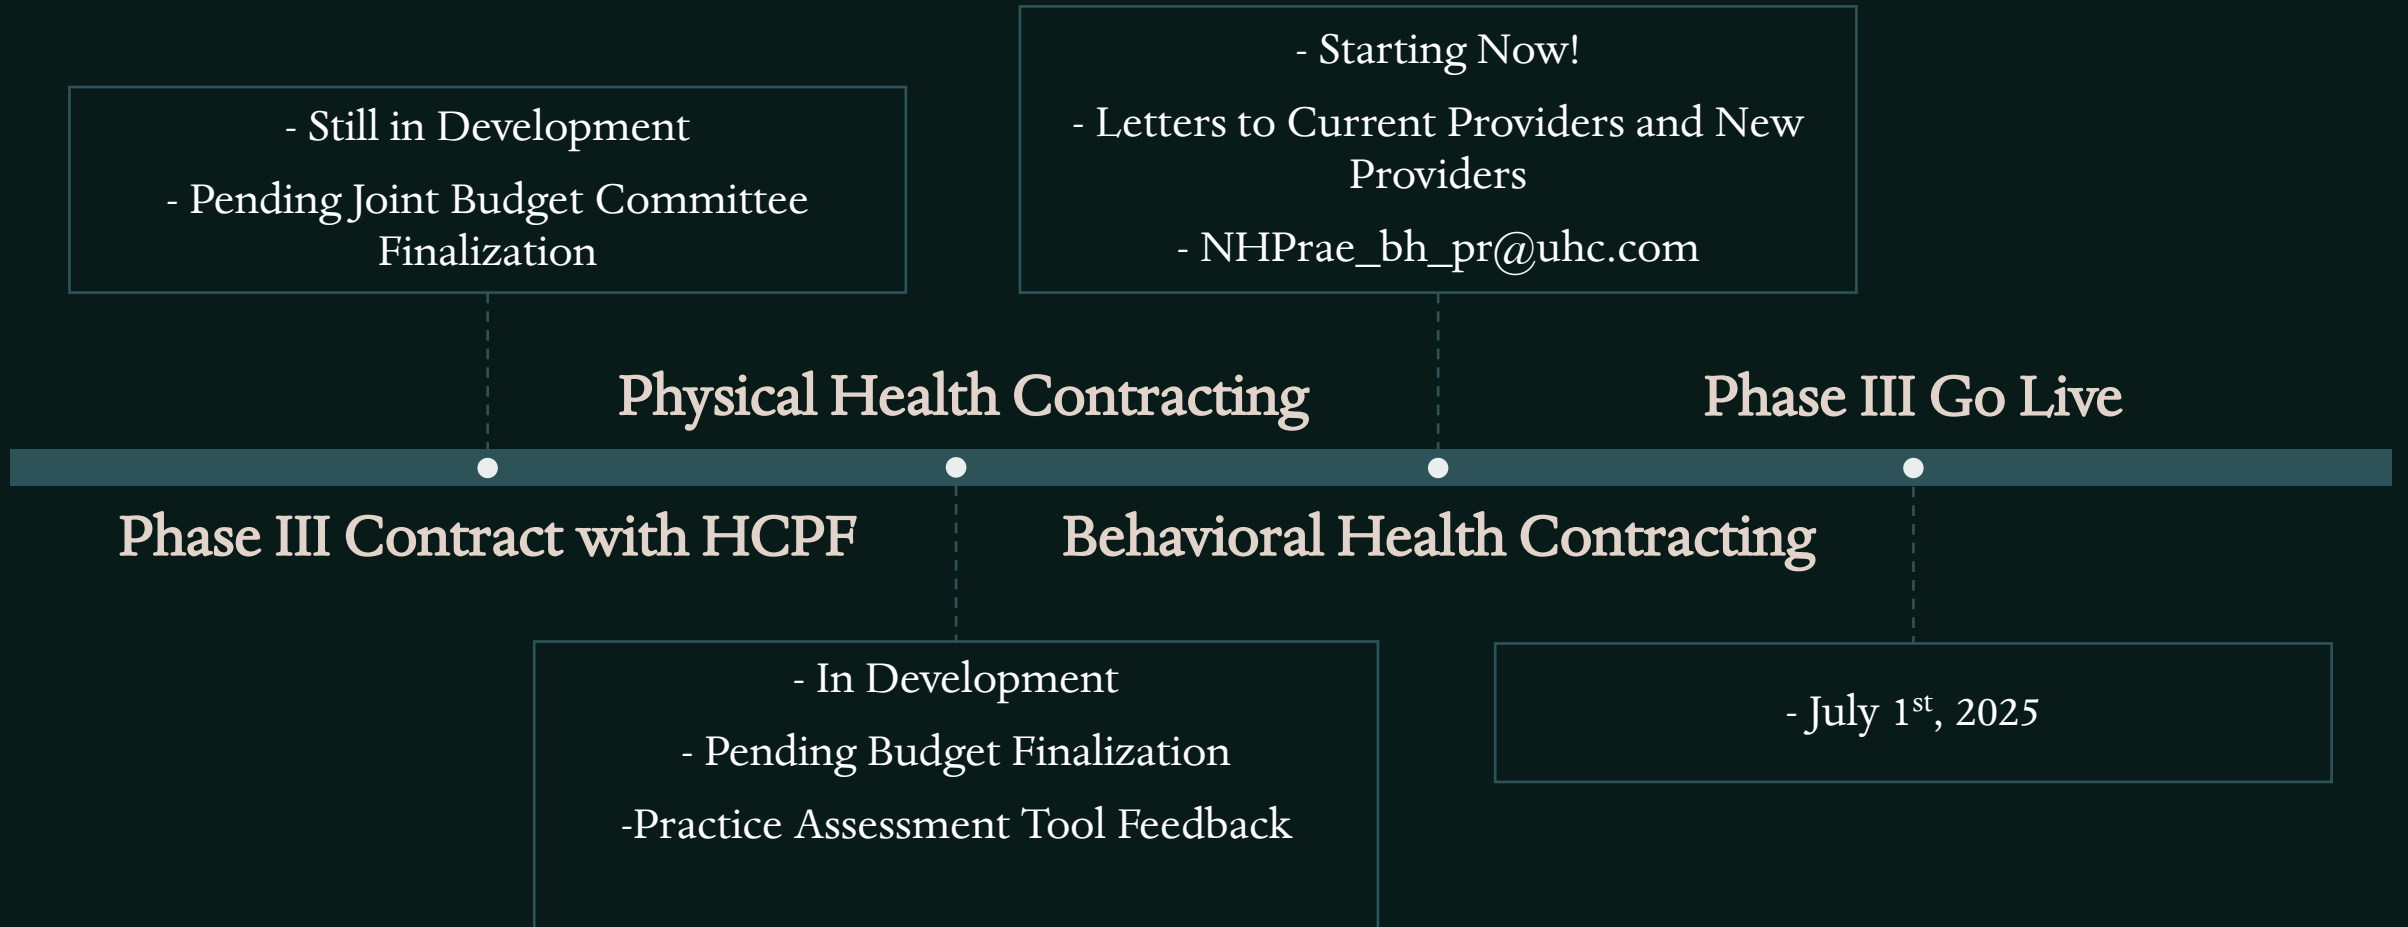 - Still in Development
- Pending Joint Budget Committee
Finalization
Phase III Contract with HCPF
Physical Health Contracting
- In Development
- Pending Budget Finalization
-Practice Assessment Tool Feedback
- Starting Now!
- Letters to Current Providers and New
Providers
- NHPrae_bh_pr@uhc.com
Behavioral Health Contracting
Phase III Go Live
- July 1st, 2025